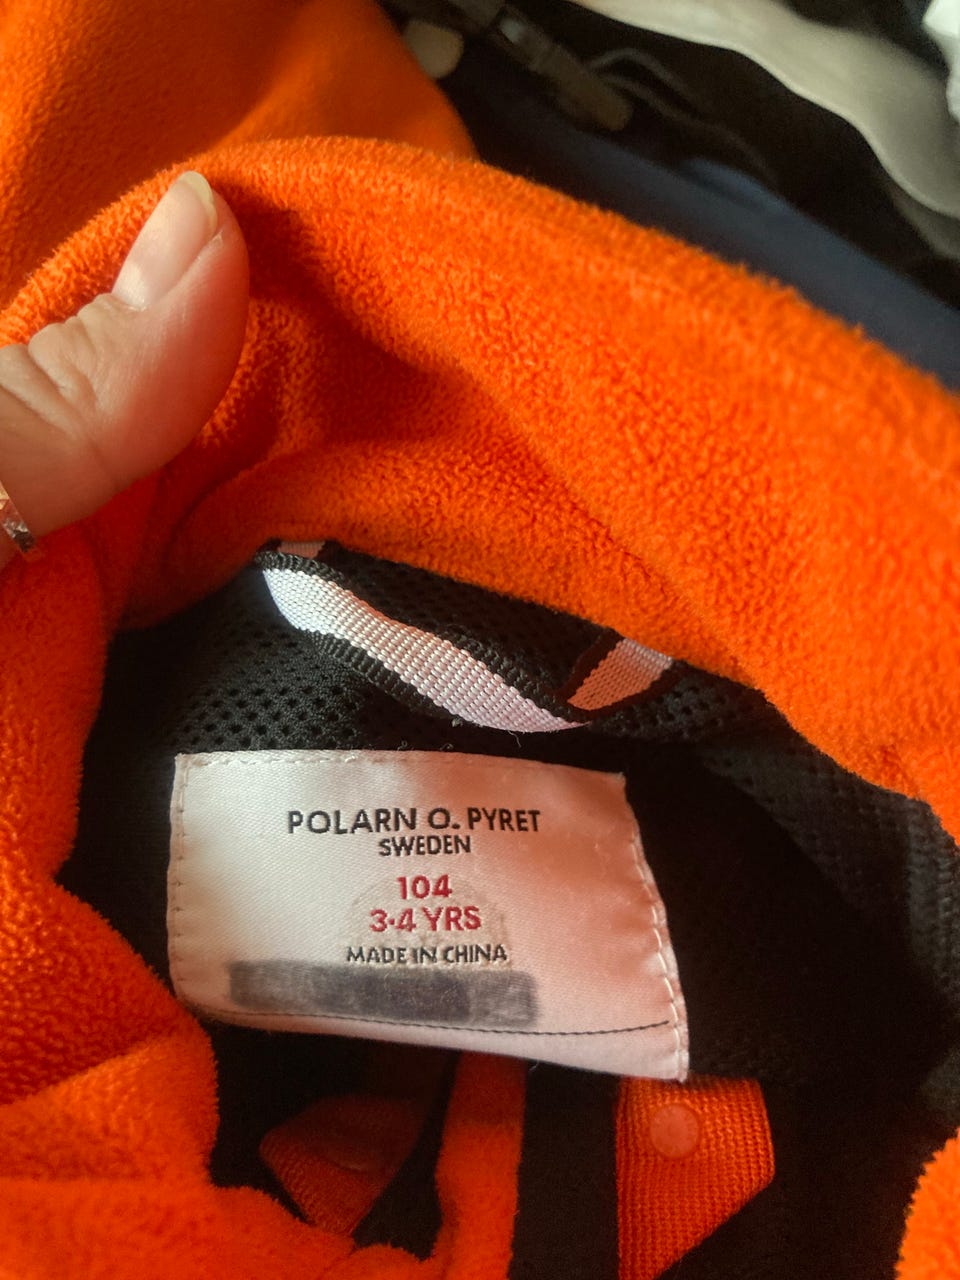 POLARN O. PYRET
SWEDEN
104
3-4 YRS
MADE IN CHINA